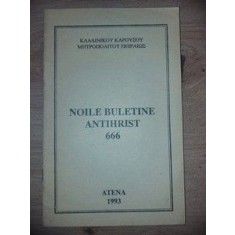 ΚΑΛΛΙΝΙΚΟΥ ΚΑΡΟΥΣΟΥ
ΜΗΤΡΟΠΟΛΙΤΟΥ ΠΕΙΡΑΙΩΣ
NOILE BULETINE
ANTIHRIST
666
ATENA
1993